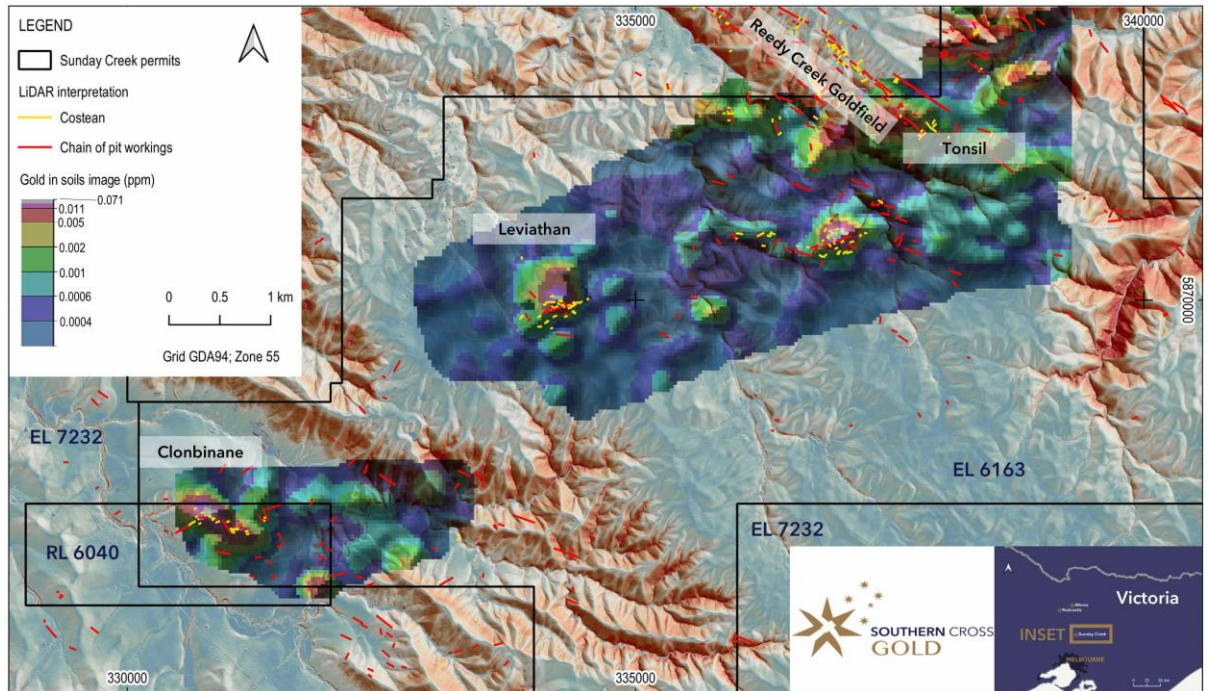 335000
340000
LEGEND
Sunday Creek permits
LiDAR interpretation
Costean
Chain of pit workings
Gold in soils image (ppm)
0.071
0.011
0.005
0.002
0.001
0.0006
0.0004
0 0.5 1 km
Grid GDA94; Zone 55
Reedy Creek Goldfield
Tonsil
Leviathan
5870000
EL 7232
Clonbinane
EL 6163
RL 6040
EL 7232
SOUTHERN CROSS
GOLD
Victoria
INSET
Sunday Creek
MELBOURNE
330000
335000